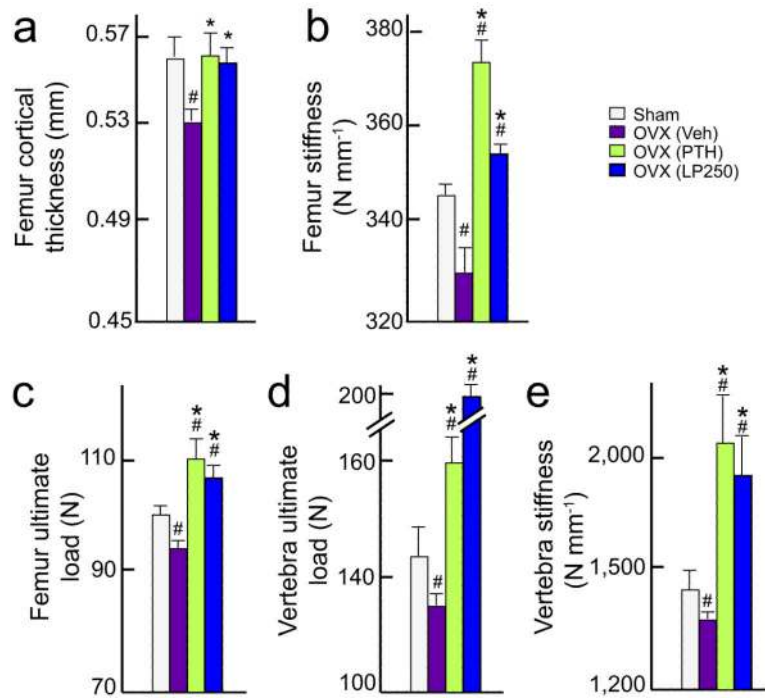 a
0.57
0.53
0.49
0.45
Femur cortical
thickness (mm)
#
*
*
b
380
360
340
320
Femur stiffness
(N mm⁻¹)
#
*
#
*
#
Sham
OVX (Veh)
OVX (PTH)
OVX (LP250)
c
110
90
70
Femur ultimate
load (N)
#
*
#
*
#
d
200
160
140
100
Vertebra ultimate
load (N)
#
*
#
*
#
e
2,000
1,500
1,200
Vertebra stiffness
(N mm⁻¹)
#
*
#
*
#